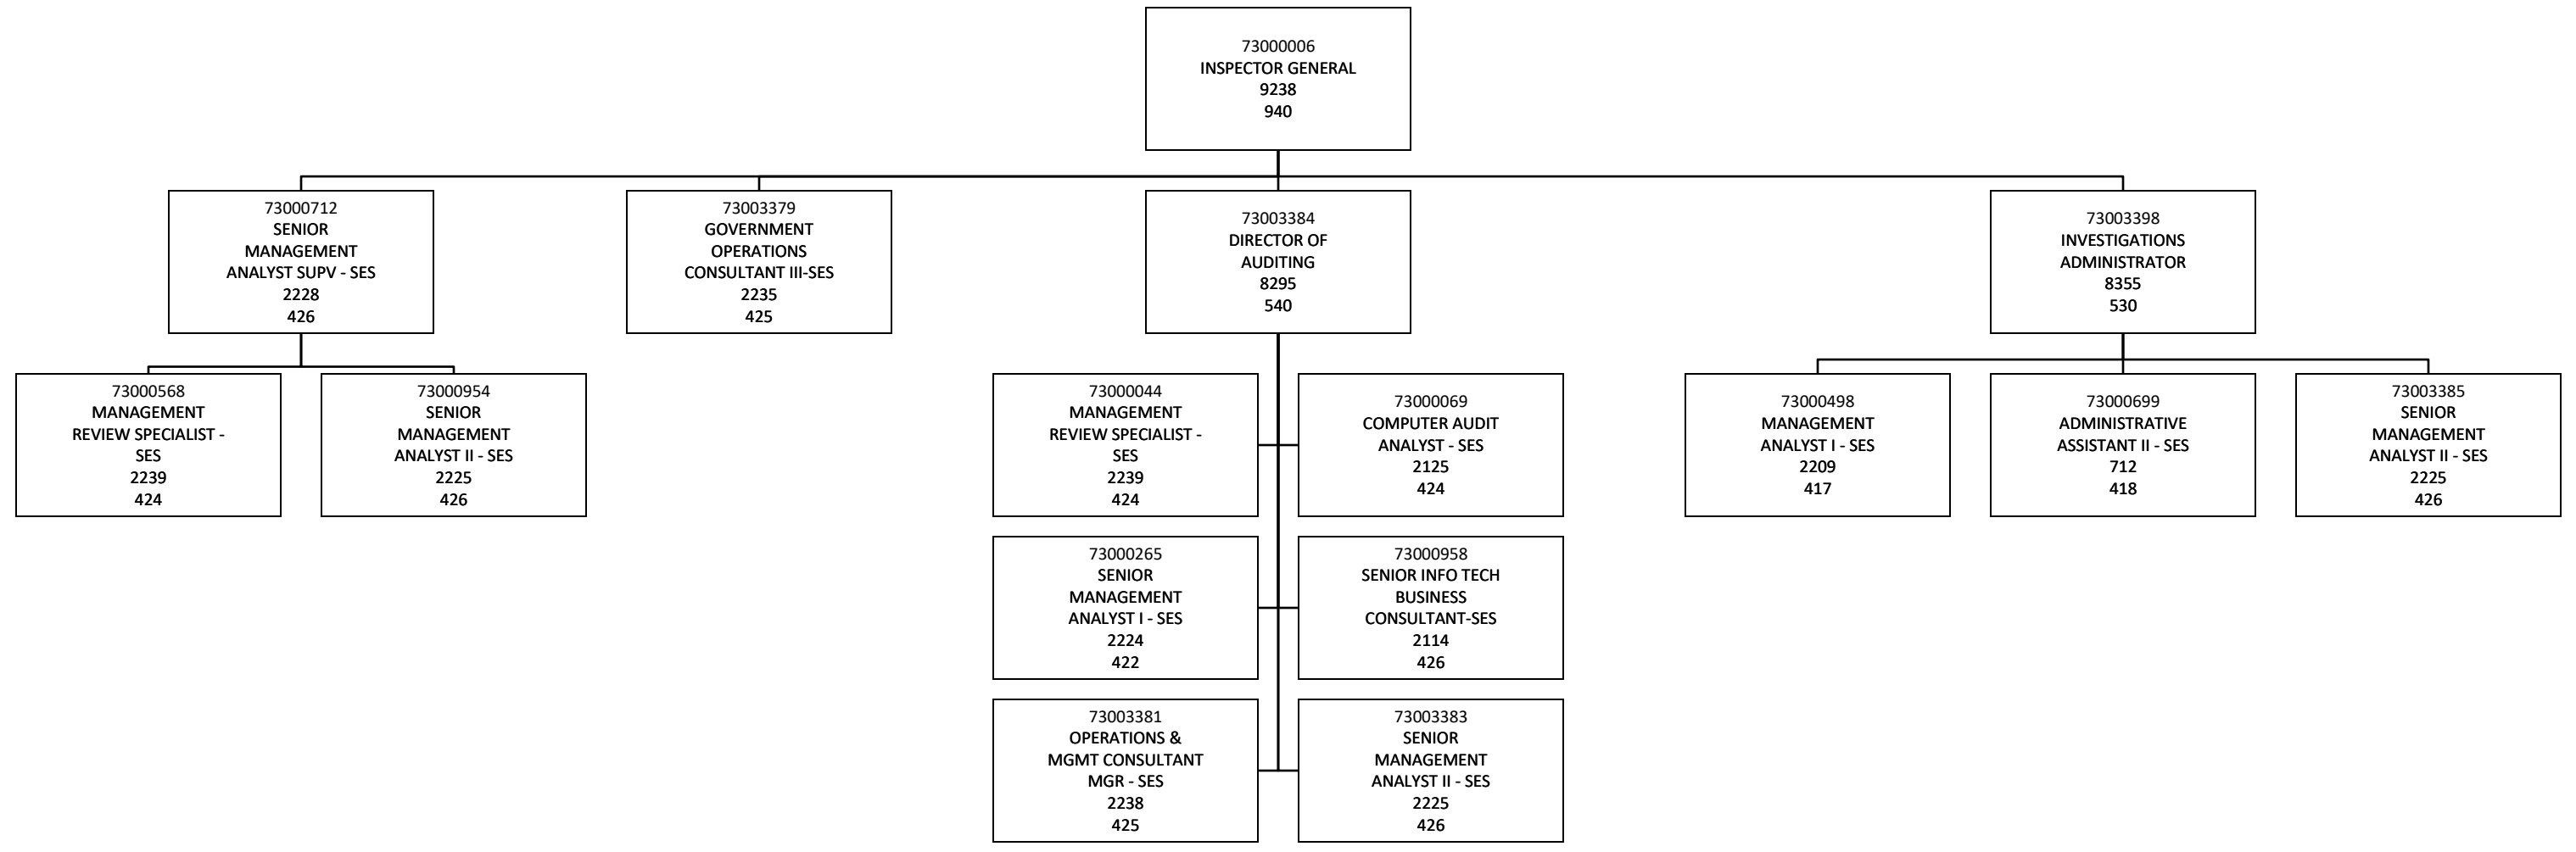 73000006
INSPECTOR GENERAL
9238
940
73000712
SENIOR
MANAGEMENT
ANALYST SUPV - SES
2228
426
73003379
GOVERNMENT
OPERATIONS
CONSULTANT III-SES
2235
425
73003384
DIRECTOR OF
AUDITING
8295
540
73003398
INVESTIGATIONS
ADMINISTRATOR
8355
530
73000568
MANAGEMENT
REVIEW SPECIALIST -
SES
2239
424
73000954
SENIOR
MANAGEMENT
ANALYST II - SES
2225
426
73000044
MANAGEMENT
REVIEW SPECIALIST -
SES
2239
424
73000069
COMPUTER AUDIT
ANALYST - SES
2125
424
73000498
MANAGEMENT
ANALYST I - SES
2209
417
73000699
ADMINISTRATIVE
ASSISTANT II - SES
712
418
73003385
SENIOR
MANAGEMENT
ANALYST II - SES
2225
426
73000265
SENIOR
MANAGEMENT
ANALYST I - SES
2224
422
73000958
SENIOR INFO TECH
BUSINESS
CONSULTANT-SES
2114
426
73003381
OPERATIONS &
MGMT CONSULTANT
MGR - SES
2238
425
73003383
SENIOR
MANAGEMENT
ANALYST II - SES
2225
426